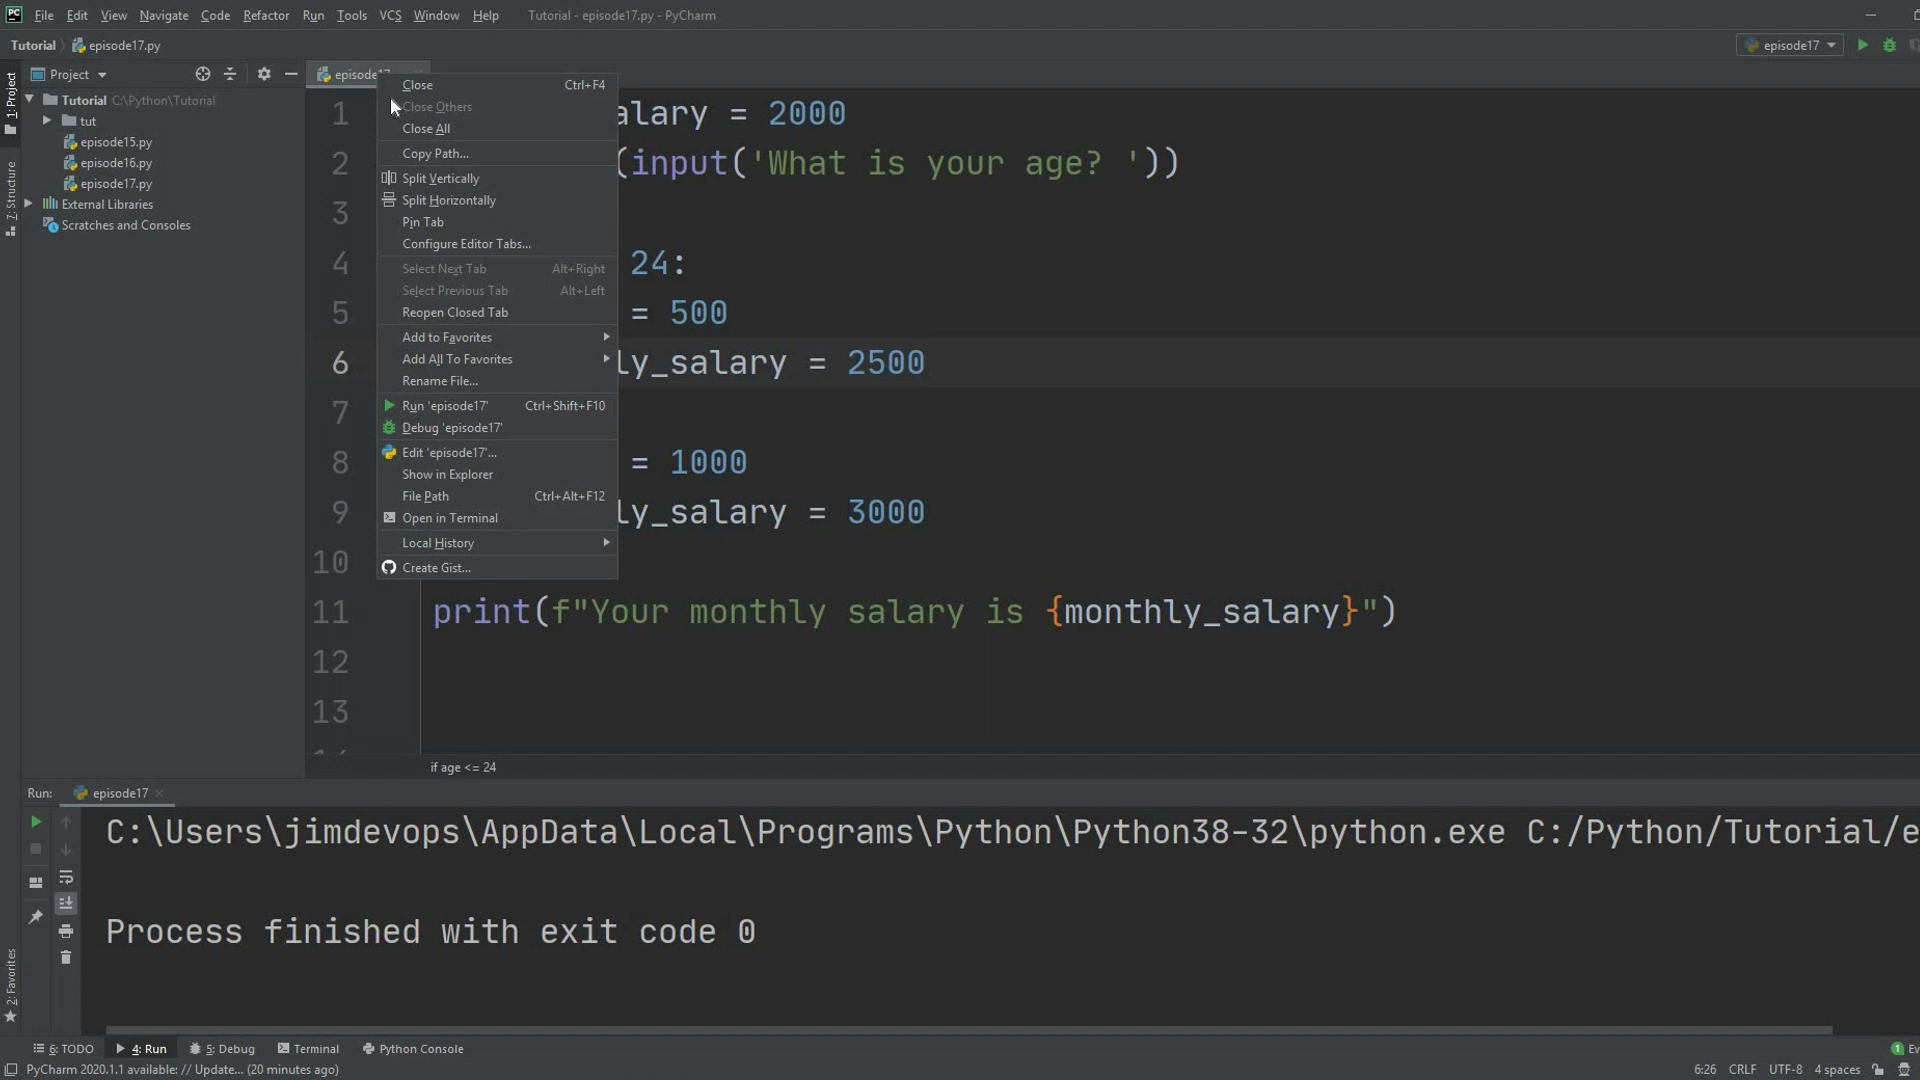 PC File Edit View Navigate Code Refactor Run Tools VCS Window Help Tutorial - episode17.py - PyCharm
Tutorial episode17.py episode17
Project
1: Project
7: Structure
2: Favorites
Tutorial C:\Python\Tutorial
tut
episode15.py
episode16.py
episode17.py
External Libraries
Scratches and Consoles
Close Ctrl+F4
Close Others
Close All
Copy Path...
Split Vertically
Split Horizontally
Pin Tab
Configure Editor Tabs...
Select Next Tab Alt+Right
Select Previous Tab Alt+Left
Reopen Closed Tab
Add to Favorites
Add All To Favorites
Rename File...
Run 'episode17' Ctrl+Shift+F10
Debug 'episode17'
Edit 'episode17'...
Show in Explorer
File Path Ctrl+Alt+F12
Open in Terminal
Local History
Create Gist...
1 alary = 2000
2 (input('What is your age? '))
3
4 24:
5 = 500
6 ly_salary = 2500
7
8 = 1000
9 ly_salary = 3000
10
11 print(f"Your monthly salary is {monthly_salary}")
12
13
if age <= 24
Run: episode17
C:\Users\jimdevops\AppData\Local\Programs\Python\Python38-32\python.exe C:/Python/Tutorial/e
Process finished with exit code 0
6: TODO 4: Run 5: Debug Terminal Python Console 1 Ev
PyCharm 2020.1.1 available: // Update... (20 minutes ago) 6:26 CRLF UTF-8 4 spaces